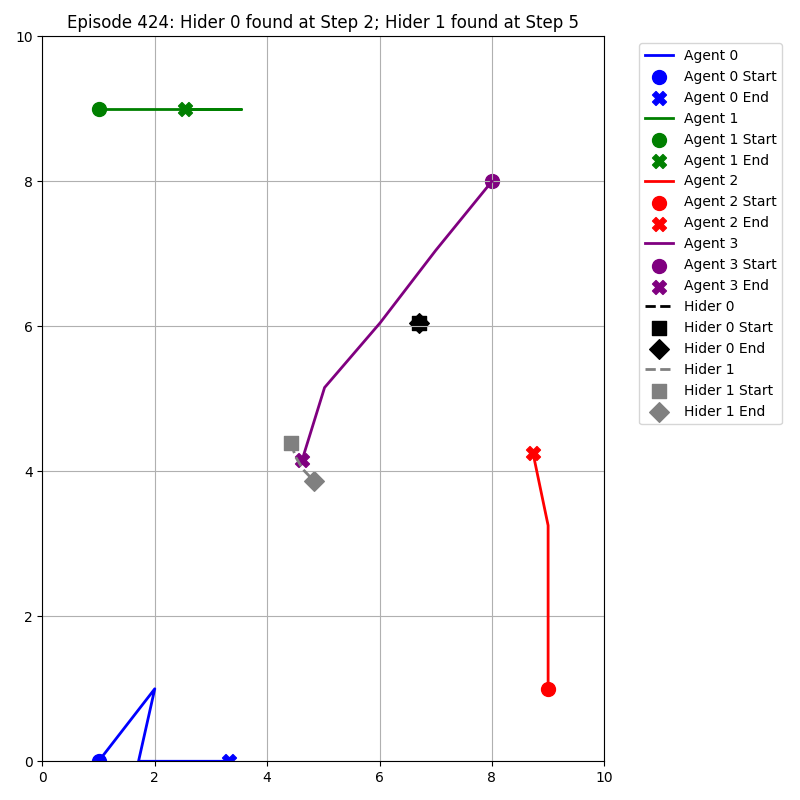 Episode 424: Hider 0 found at Step 2; Hider 1 found at Step 5
10
8
6
4
2
0
0
2
4
6
8
10
Agent 0
Agent 0 Start
Agent 0 End
Agent 1
Agent 1 Start
Agent 1 End
Agent 2
Agent 2 Start
Agent 2 End
Agent 3
Agent 3 Start
Agent 3 End
Hider 0
Hider 0 Start
Hider 0 End
Hider 1
Hider 1 Start
Hider 1 End